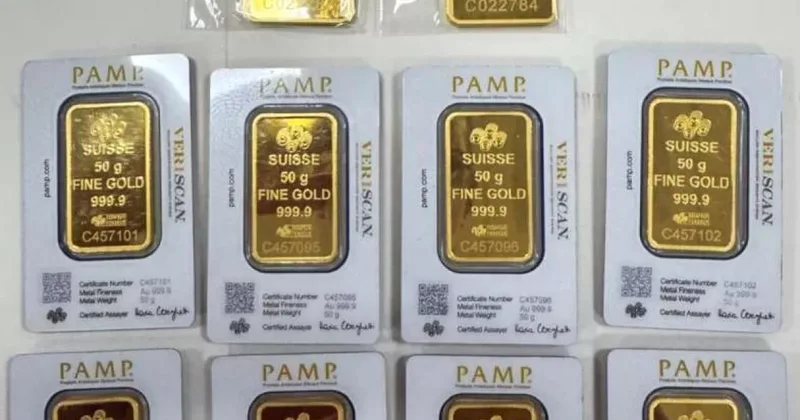 C022784
PAMP
pamp.com
SUISSE
50 g
FINE GOLD
999.9
C457101
VERISCAN
Certificate Number C457101
Metal Fineness Au 999.9
Metal Weight 50 g
Certified Assayer
PAMP
pamp.com
SUISSE
50 g
FINE GOLD
999.9
C457095
VERISCAN
Certificate Number C457095
Metal Fineness Au 999.9
Metal Weight 50 g
Certified Assayer
PAMP
pamp.com
SUISSE
50 g
FINE GOLD
999.9
C457096
VERISCAN
Certificate Number C457096
Metal Fineness Au 999.9
Metal Weight 50 g
Certified Assayer
PAMP
pamp.com
SUISSE
50 g
FINE GOLD
999.9
C457102
VERISCAN
Certificate Number C457102
Metal Fineness Au 999.9
Metal Weight 50 g
Certified Assayer
PAMP
PAMP
PAMP
PAMP